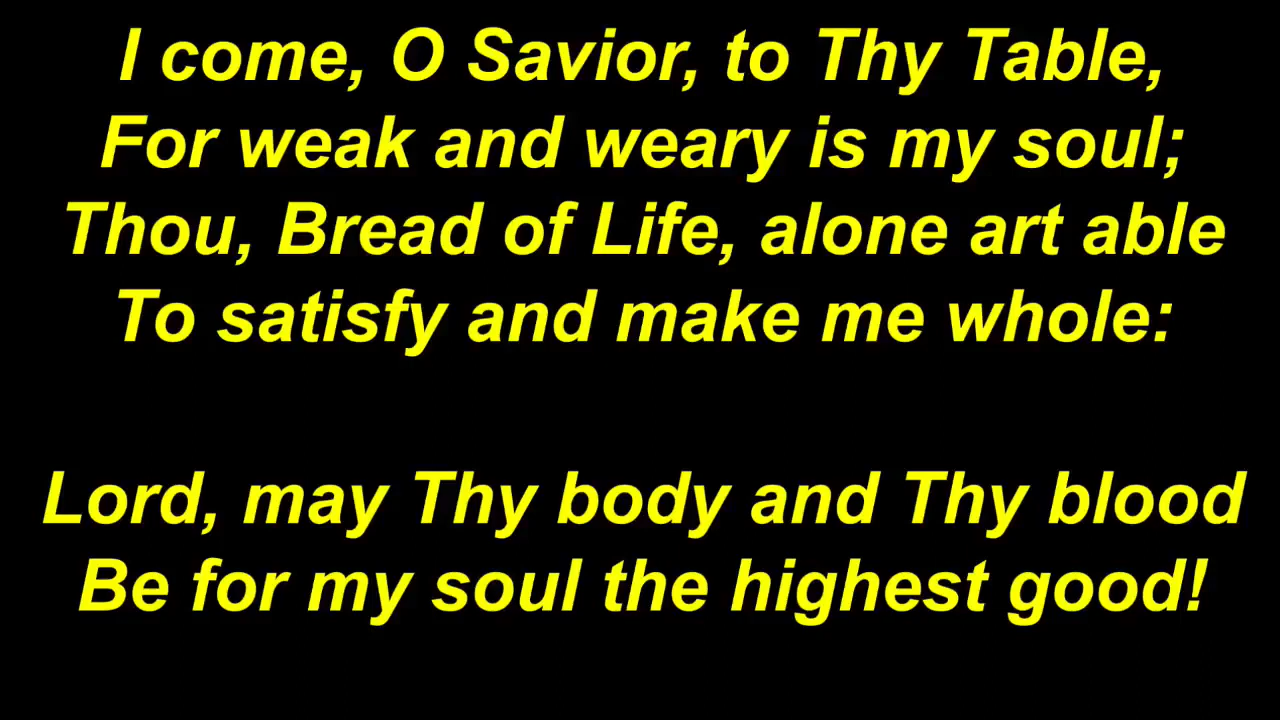 I come, O Savior, to Thy Table,
For weak and weary is my soul;
Thou, Bread of Life, alone art able
To satisfy and make me whole:
Lord, may Thy body and Thy blood
Be for my soul the highest good!